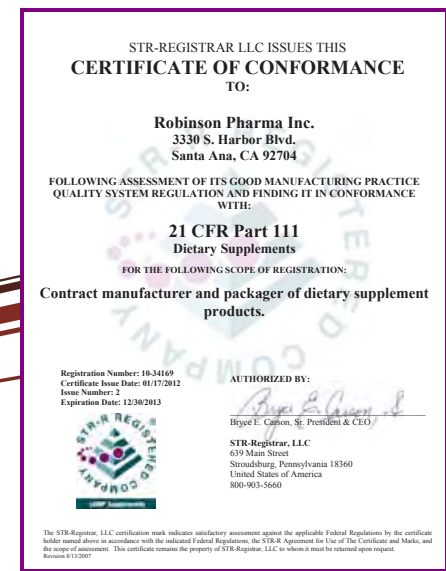 STR-REGISTRAR LLC ISSUES THIS
CERTIFICATE OF CONFORMANCE
TO:
Robinson Pharma Inc.
3330 S. Harbor Blvd.
Santa Ana, CA 92704
FOLLOWING ASSESSMENT OF ITS GOOD MANUFACTURING PRACTICE
QUALITY SYSTEM REGULATION AND FINDING IT IN CONFORMANCE
WITH:
21 CFR Part 111
Dietary Supplements
FOR THE FOLLOWING SCOPE OF REGISTRATION:
Contract manufacturer and packager of dietary supplement
products.
Registration Number: 10-34169
Certificate Issue Date: 01/17/2012
Issue Number: 2
Expiration Date: 12/30/2013
STR-R REGISTERED COMPANY
AUTHORIZED BY:
Bryce E. Carson, Sr. President & CEO
STR-Registrar, LLC
639 Main Street
Stroudsburg, Pennsylvania 18360
United States of America
800-903-5660
The STR-Registrar, LLC certification mark indicates satisfactory assessment against the applicable Federal Regulations by the certificate
holder named above in accordance with the indicated Federal Regulations, the STR-R Agreement for Use of The Certificate and Marks, and
the scope of assessment. This certificate remains the property of STR-Registrar, LLC to whom it must be returned upon request.
Revision 8/13/2007